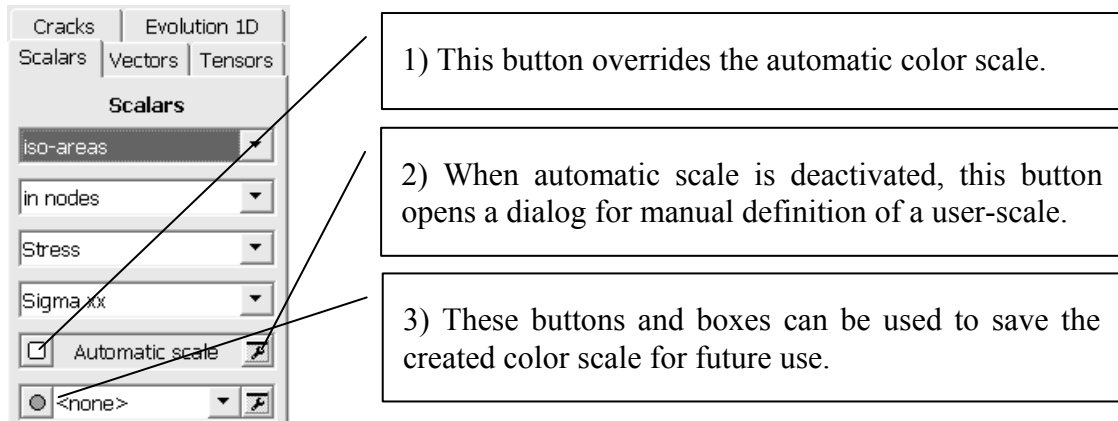 Cracks Evolution 1D
Scalars Vectors Tensors
Scalars
iso-areas
in nodes
Stress
Sigma xx
Automatic scale
<none>
1) This button overrides the automatic color scale.
2) When automatic scale is deactivated, this button
opens a dialog for manual definition of a user-scale.
3) These buttons and boxes can be used to save the
created color scale for future use.